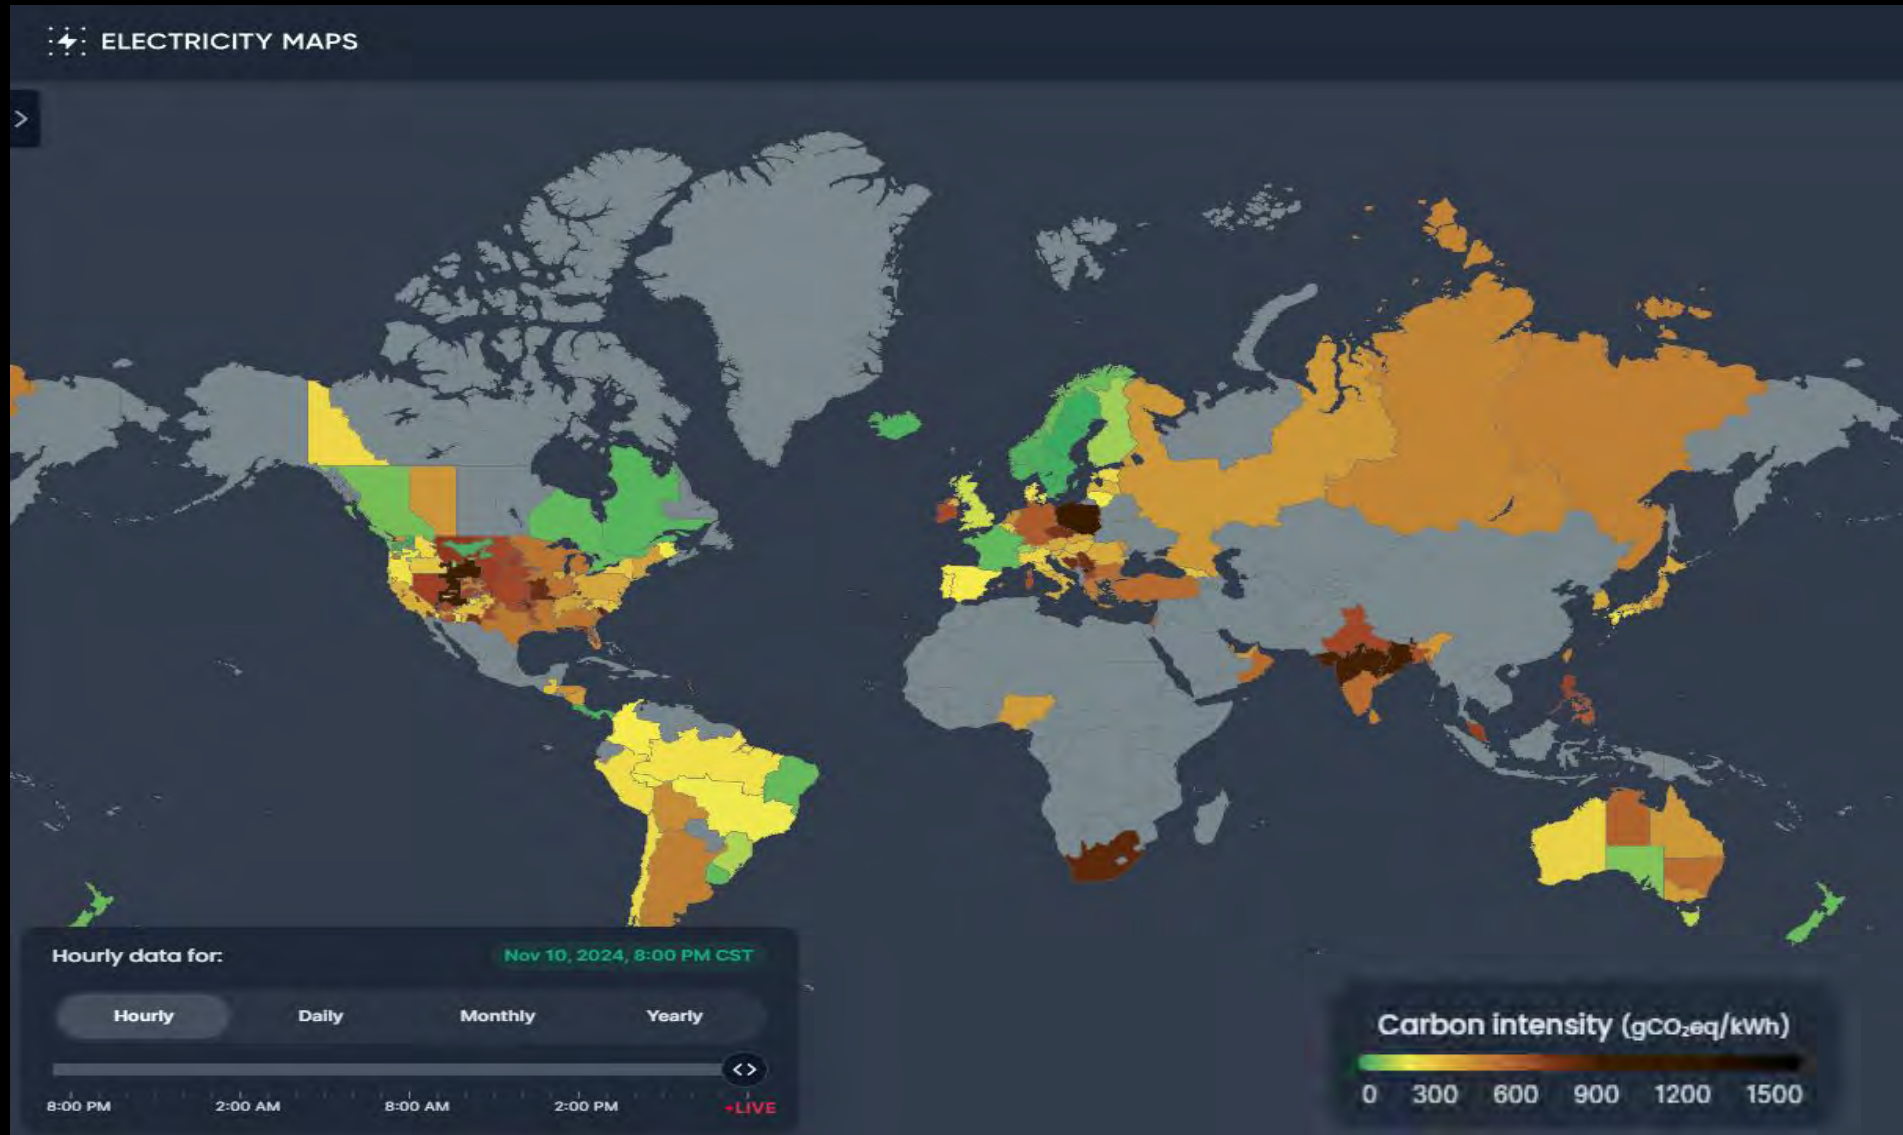 ELECTRICITY MAPS
Hourly data for:
Nov 10, 2024, 8:00 PM CST
Hourly Daily Monthly Yearly
8:00 PM 2:00 AM 8:00 AM 2:00 PM •LIVE
Carbon intensity (gCO₂eq/kWh)
0 300 600 900 1200 1500